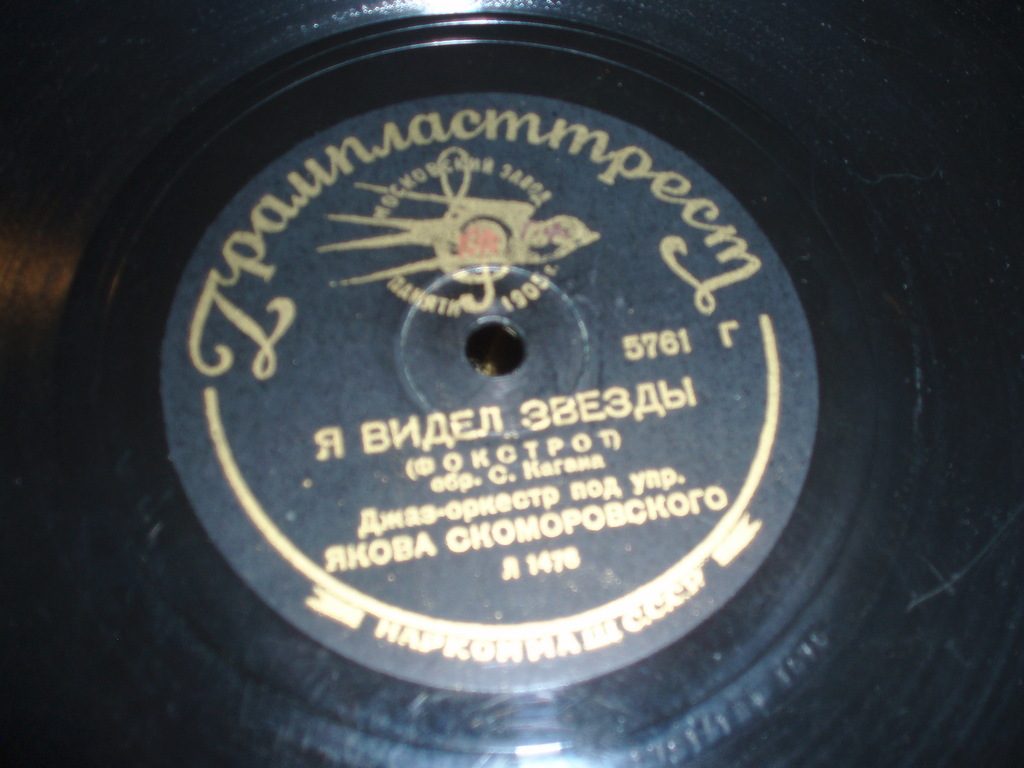 Грампласттрест
МОСКОВСКИЙ ЗАВОД
ПАМЯТИ 1905 г.
5761 Г
Я ВИДЕЛ ЗВЕЗДЫ
(ФОКСТРОТ)
обр. С. Кагана
Джаз-оркестр под упр.
ЯКОВА СКОМОРОВСКОГО
Л 1476
НАРКОММАШ СССР